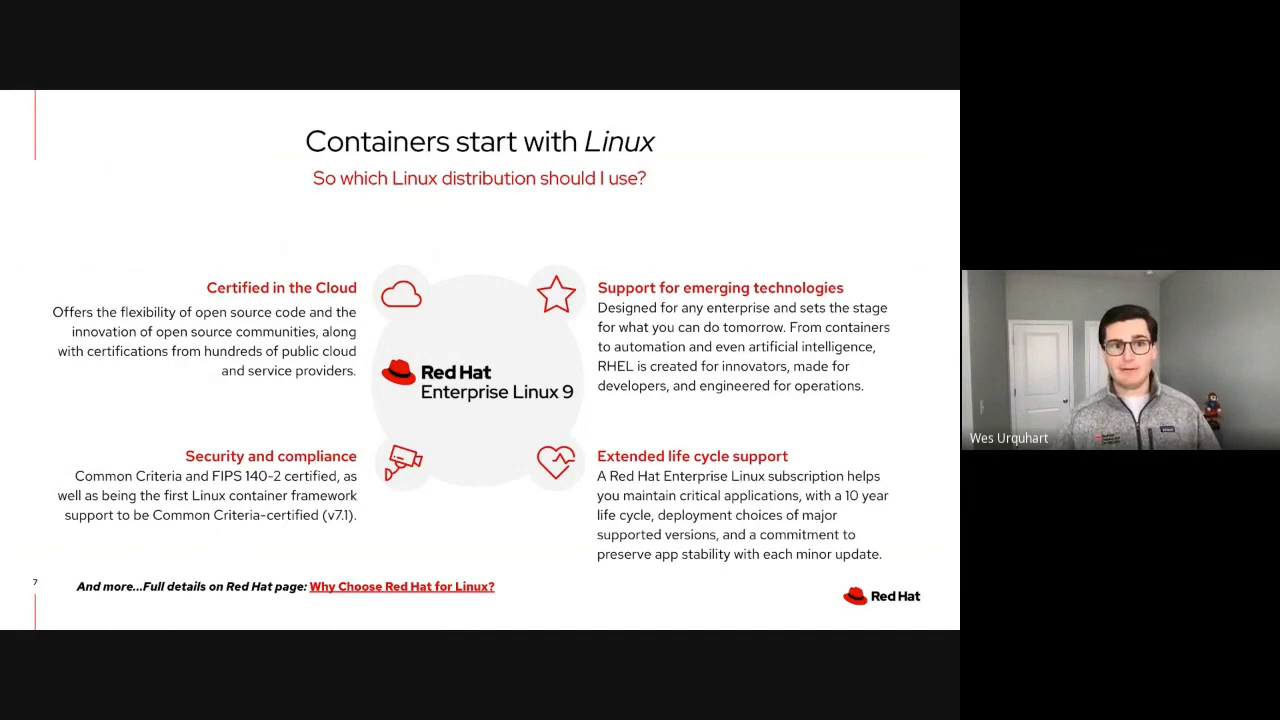 Containers start with Linux
So which Linux distribution should I use?
Certified in the Cloud
Offers the flexibility of open source code and the
innovation of open source communities, along
with certifications from hundreds of public cloud
and service providers.
Support for emerging technologies
Designed for any enterprise and sets the stage
for what you can do tomorrow. From containers
to automation and even artificial intelligence,
RHEL is created for innovators, made for
developers, and engineered for operations.
Red Hat
Enterprise Linux 9
Security and compliance
Common Criteria and FIPS 140-2 certified, as
well as being the first Linux container framework
support to be Common Criteria-certified (v7.1).
Extended life cycle support
A Red Hat Enterprise Linux subscription helps
you maintain critical applications, with a 10 year
life cycle, deployment choices of major
supported versions, and a commitment to
preserve app stability with each minor update.
7
And more...Full details on Red Hat page: Why Choose Red Hat for Linux?
Red Hat
Wes Urquhart